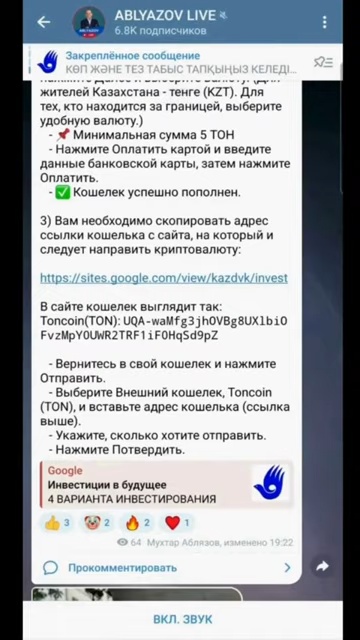 ABLYAZOV LIVE
6.8K подписчиков
Закреплённое сообщение
КӨП ЖӘНЕ ТЕЗ ТАБЫС ТАПҚЫҢЫЗ КЕЛЕДІ...
жителей Казахстана - тенге (KZT). Для
тех, кто находится за границей, выберите
удобную валюту.)
- 📌 Минимальная сумма 5 ТОН
- Нажмите Оплатить картой и введите
данные банковской карты, затем нажмите
Оплатить.
- ✅ Кошелек успешно пополнен.
3) Вам необходимо скопировать адрес
ссылки кошелька с сайта, на который и
следует направить криптовалюту:
https://sites.google.com/view/kazdvk/invest
В сайте кошелек выглядит так:
Toncoin(TON): UQA-waMfg3jhOVBg8UXlbiO
FvzMpY0UWR2TRF1iF0HqSd9pZ
- Вернитесь в свой кошелек и нажмите
Отправить.
- Выберите Внешний кошелек, Toncoin
(TON), и вставьте адрес кошелька (ссылка
выше).
- Укажите, сколько хотите отправить.
- Нажмите Потвердить.
Google
Инвестиции в будущее
4 ВАРИАНТА ИНВЕСТИРОВАНИЯ
👍 3 🤡 2 🔥 2 ❤️ 1
64 Мухтар Аблязов, изменено 19:22
Прокомментировать
ВКЛ. ЗВУК